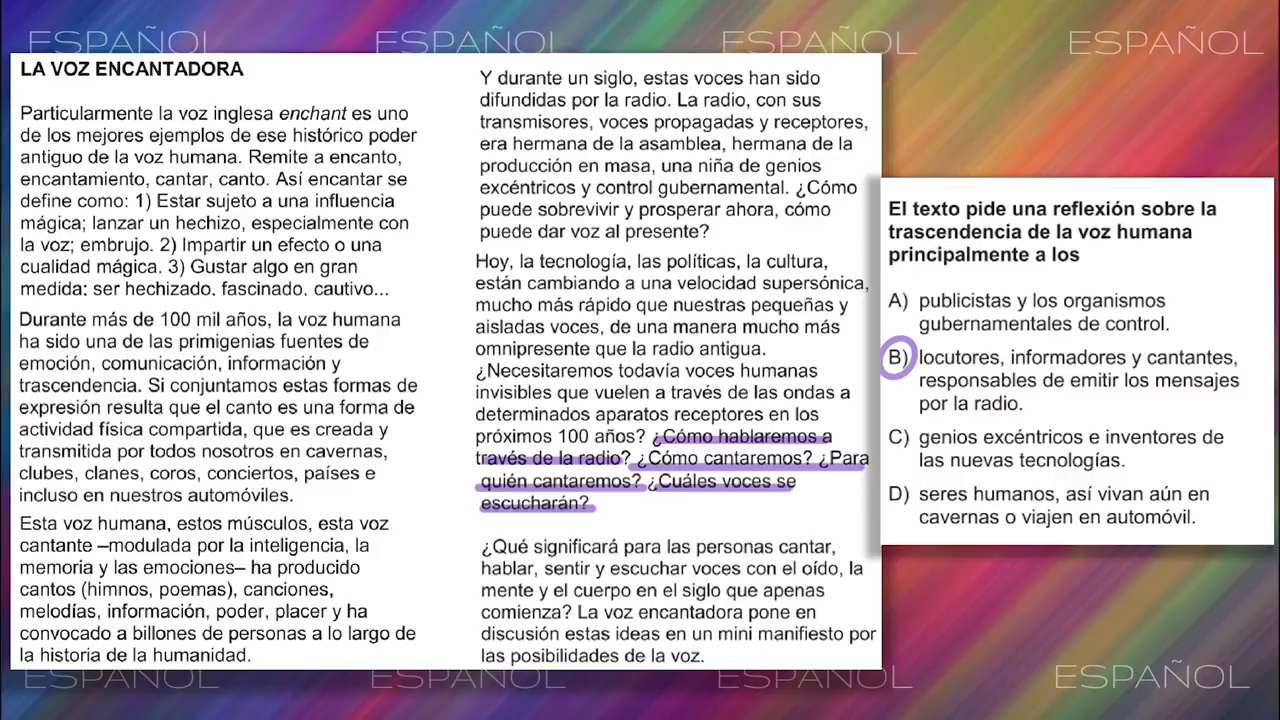 ESPAÑOL ESPAÑOL ESPAÑOL ESPAÑOL
LA VOZ ENCANTADORA
Particularmente la voz inglesa enchant es uno
de los mejores ejemplos de ese histórico poder
antiguo de la voz humana. Remite a encanto,
encantamiento, cantar, canto. Así encantar se
define como: 1) Estar sujeto a una influencia
mágica; lanzar un hechizo, especialmente con
la voz; embrujo. 2) Impartir un efecto o una
cualidad mágica. 3) Gustar algo en gran
medida; ser hechizado, fascinado, cautivo...
Durante más de 100 mil años, la voz humana
ha sido una de las primigenias fuentes de
emoción, comunicación, información y
trascendencia. Si conjuntamos estas formas de
expresión resulta que el canto es una forma de
actividad física compartida, que es creada y
transmitida por todos nosotros en cavernas,
clubes, clanes, coros, conciertos, países e
incluso en nuestros automóviles.
Esta voz humana, estos músculos, esta voz
cantante –modulada por la inteligencia, la
memoria y las emociones– ha producido
cantos (himnos, poemas), canciones,
melodías, información, poder, placer y ha
convocado a billones de personas a lo largo de
la historia de la humanidad.
Y durante un siglo, estas voces han sido
difundidas por la radio. La radio, con sus
transmisores, voces propagadas y receptores,
era hermana de la asamblea, hermana de la
producción en masa, una niña de genios
excéntricos y control gubernamental. ¿Cómo
puede sobrevivir y prosperar ahora, cómo
puede dar voz al presente?
Hoy, la tecnología, las políticas, la cultura,
están cambiando a una velocidad supersónica,
mucho más rápido que nuestras pequeñas y
aisladas voces, de una manera mucho más
omnipresente que la radio antigua.
¿Necesitaremos todavía voces humanas
invisibles que vuelen a través de las ondas a
determinados aparatos receptores en los
próximos 100 años? ¿Cómo hablaremos a
través de la radio? ¿Cómo cantaremos? ¿Para
quién cantaremos? ¿Cuáles voces se
escucharán?
¿Qué significará para las personas cantar,
hablar, sentir y escuchar voces con el oído, la
mente y el cuerpo en el siglo que apenas
comienza? La voz encantadora pone en
discusión estas ideas en un mini manifiesto por
las posibilidades de la voz.
El texto pide una reflexión sobre la
trascendencia de la voz humana
principalmente a los
A) publicistas y los organismos
gubernamentales de control.
B) locutores, informadores y cantantes,
responsables de emitir los mensajes
por la radio.
C) genios excéntricos e inventores de
las nuevas tecnologías.
D) seres humanos, así vivan aún en
cavernas o viajen en automóvil.
ESPAÑOL ESPAÑOL ESPAÑOL ESPAÑOL